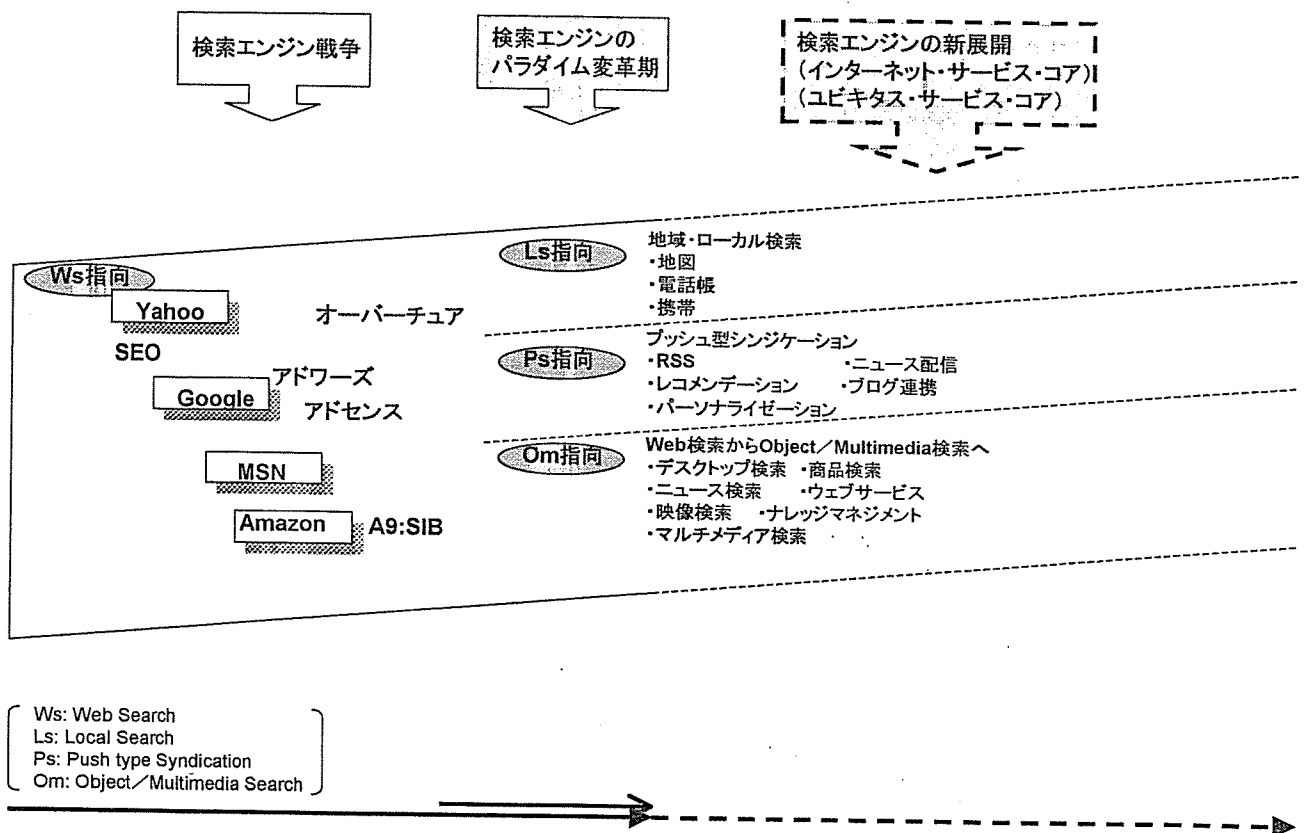 検索エンジン戦争
検索エンジンの
パラダイム変革期
検索エンジンの新展開
(インターネット・サービス・コア)
(ユビキタス・サービス・コア)
Ws指向
Yahoo
オーバーチュア
SEO
アドワーズ
Google
アドセンス
MSN
Amazon
A9:SIB
Ls指向
地域・ローカル検索
・地図
・電話帳
・携帯
Ps指向
プッシュ型シンジケーション
・RSS ・ニュース配信
・レコメンデーション ・ブログ連携
・パーソナライゼーション
Om指向
Web検索からObject/Multimedia検索へ
・デスクトップ検索 ・商品検索
・ニュース検索 ・ウェブサービス
・映像検索 ・ナレッジマネジメント
・マルチメディア検索
Ws: Web Search
Ls: Local Search
Ps: Push type Syndication
Om: Object/Multimedia Search